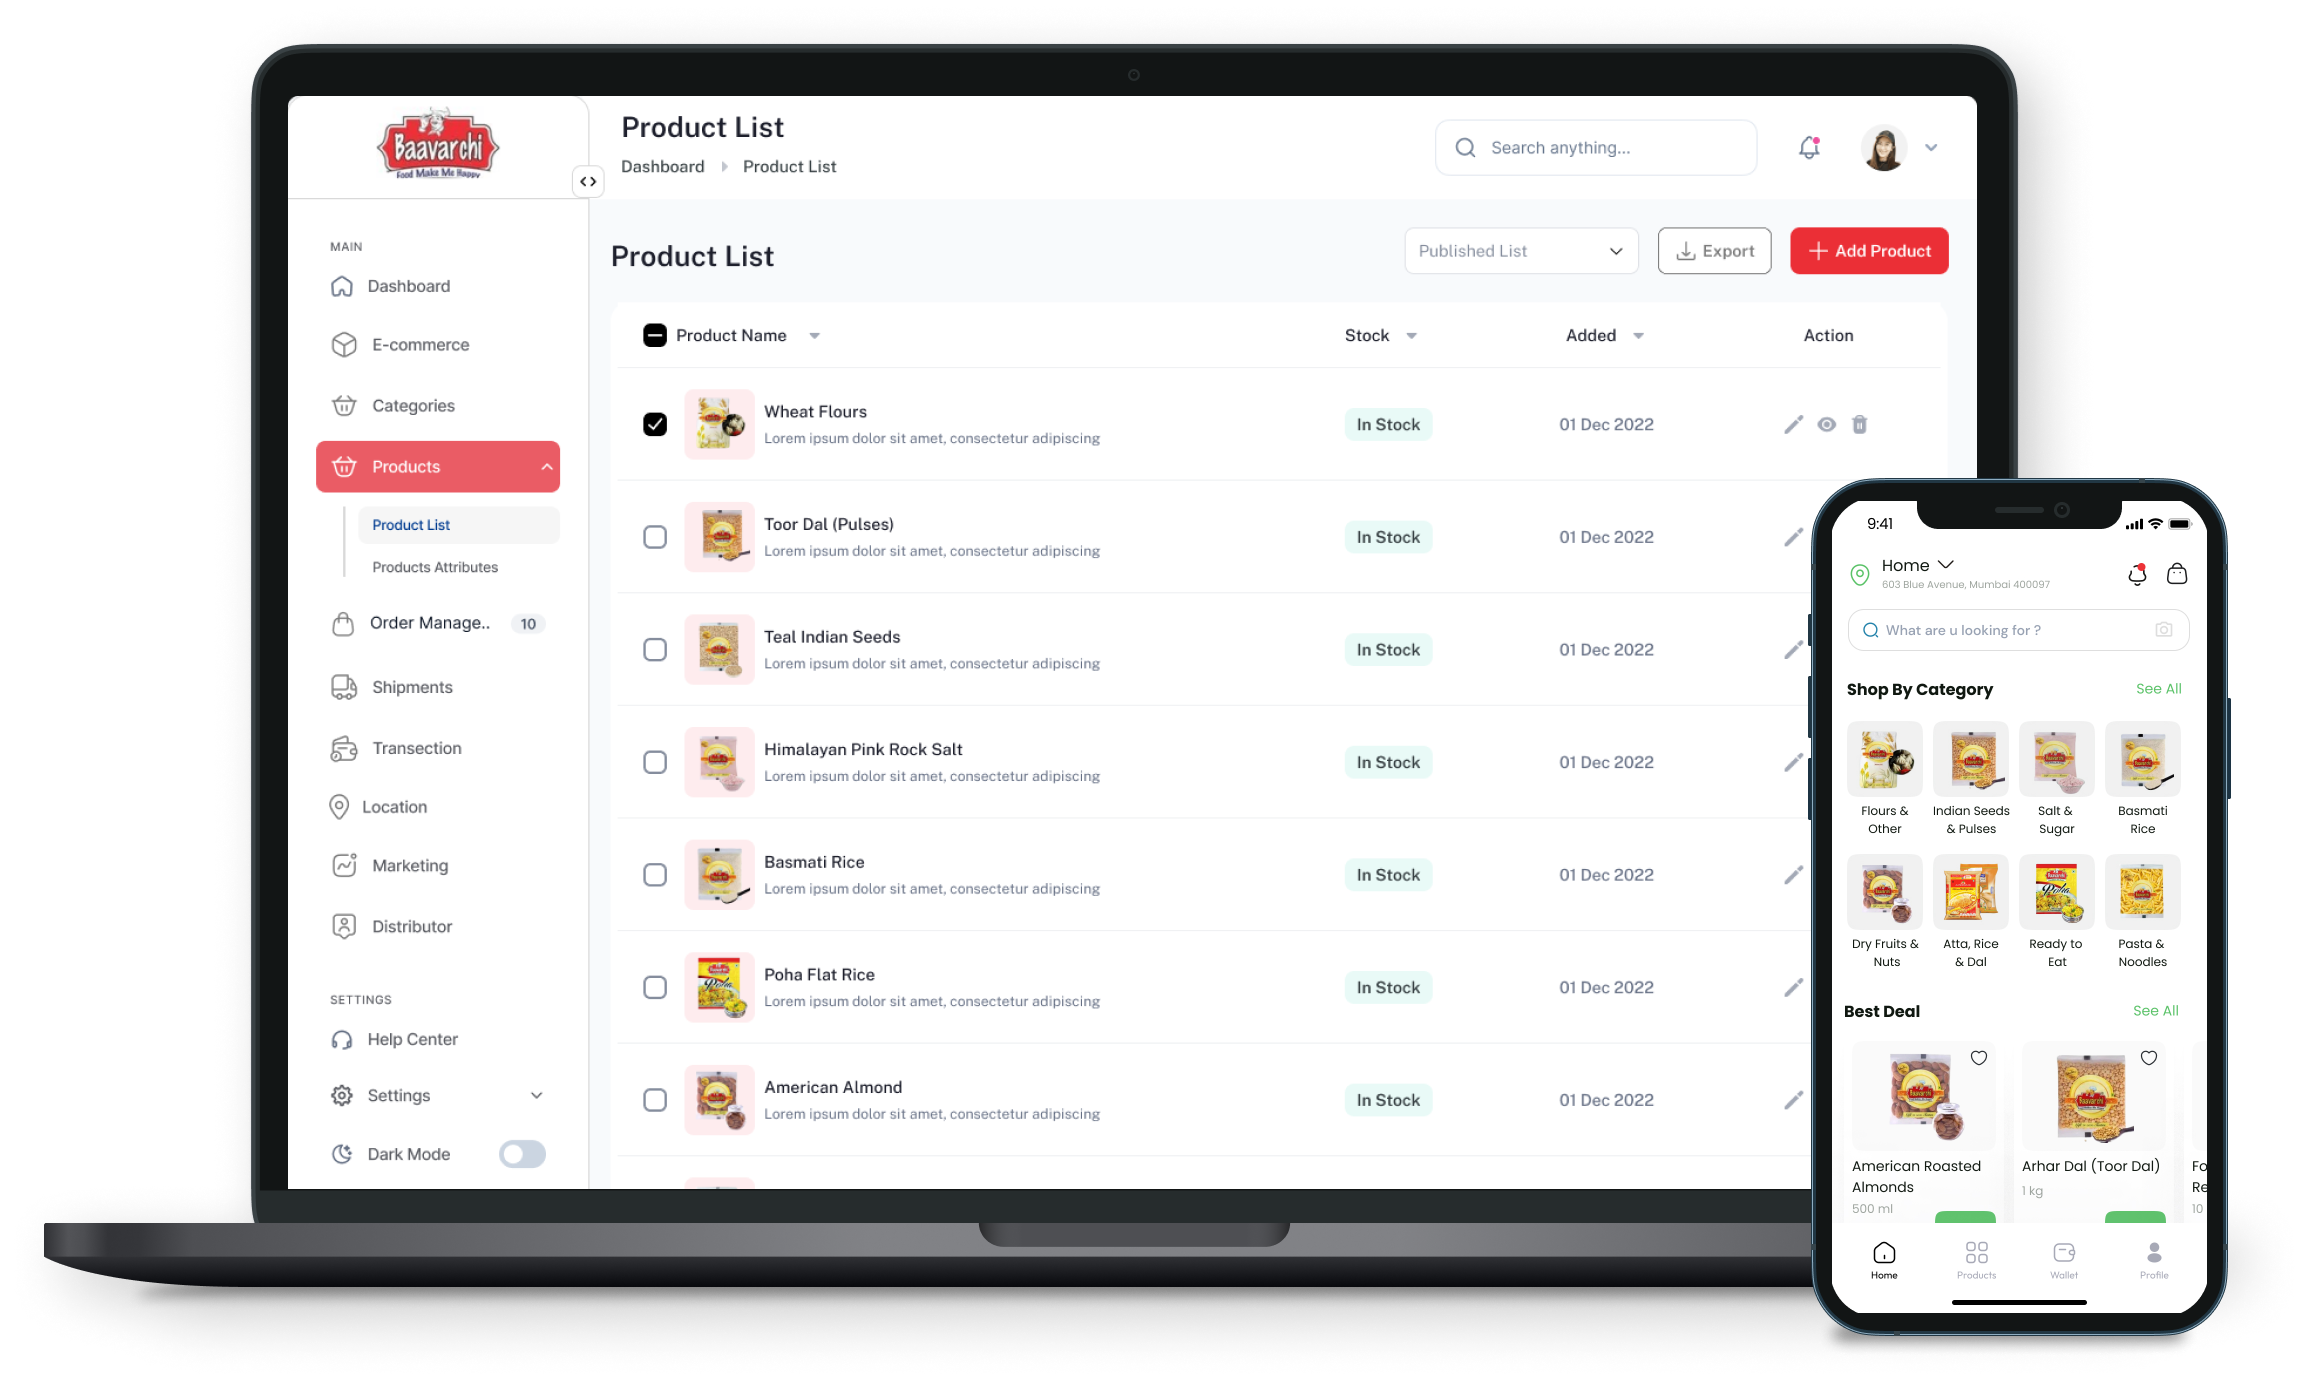 Baavarchi
Food Make Me Happy
Product List
Dashboard Product List
Search anything...
MAIN
Dashboard
E-commerce
Categories
Products
Product List
Products Attributes
Order Manage.. 10
Shipments
Transection
Location
Marketing
Distributor
SETTINGS
Help Center
Settings
Dark Mode
Product List
Published List
Export
Add Product
Product Name Stock Added Action
Wheat Flours
Lorem ipsum dolor sit amet, consectetur adipiscing
In Stock 01 Dec 2022
Toor Dal (Pulses)
Lorem ipsum dolor sit amet, consectetur adipiscing
In Stock 01 Dec 2022
Teal Indian Seeds
Lorem ipsum dolor sit amet, consectetur adipiscing
In Stock 01 Dec 2022
Himalayan Pink Rock Salt
Lorem ipsum dolor sit amet, consectetur adipiscing
In Stock 01 Dec 2022
Basmati Rice
Lorem ipsum dolor sit amet, consectetur adipiscing
In Stock 01 Dec 2022
Poha Flat Rice
Lorem ipsum dolor sit amet, consectetur adipiscing
In Stock 01 Dec 2022
American Almond
Lorem ipsum dolor sit amet, consectetur adipiscing
In Stock 01 Dec 2022
9:41
Home
603 Blue Avenue, Mumbai 400097
What are u looking for ?
Shop By Category See All
Flours & Other
Indian Seeds & Pulses
Salt & Sugar
Basmati Rice
Dry Fruits & Nuts
Atta, Rice & Dal
Ready to Eat
Pasta & Noodles
Best Deal See All
Baavarchi
American Roasted
Almonds
500 ml
Baavarchi
Arhar Dal (Toor Dal)
1 kg
Fo
Re
10
Home Products Wallet Profile